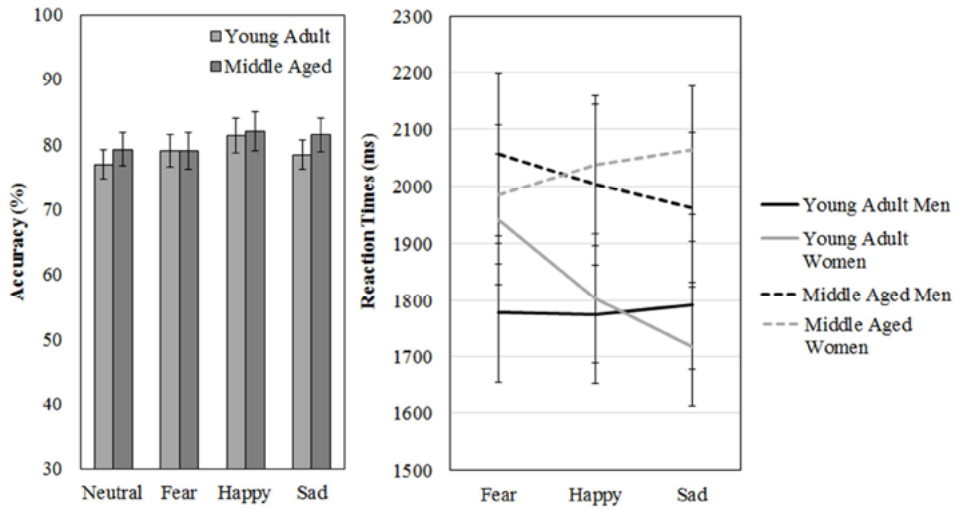 Accuracy (%)
100
90
80
70
60
50
40
30
Young Adult
Middle Aged
Neutral Fear Happy Sad
Reaction Times (ms)
2300
2200
2100
2000
1900
1800
1700
1600
1500
Fear Happy Sad
Young Adult Men
Young Adult
Women
Middle Aged Men
Middle Aged
Women